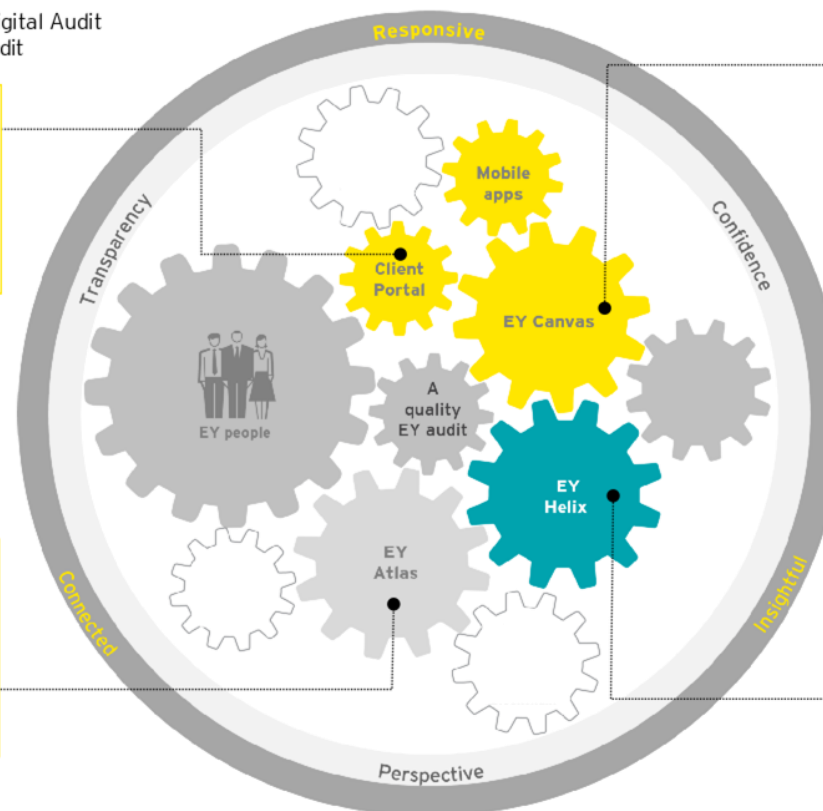 gital Audit
dit
Responsive
Mobile
apps
Transparency
Confidence
Client
Portal
EY Canvas
A
quality
EY audit
EY people
EY
Helix
EY
Atlas
Connected
Insightful
Perspective